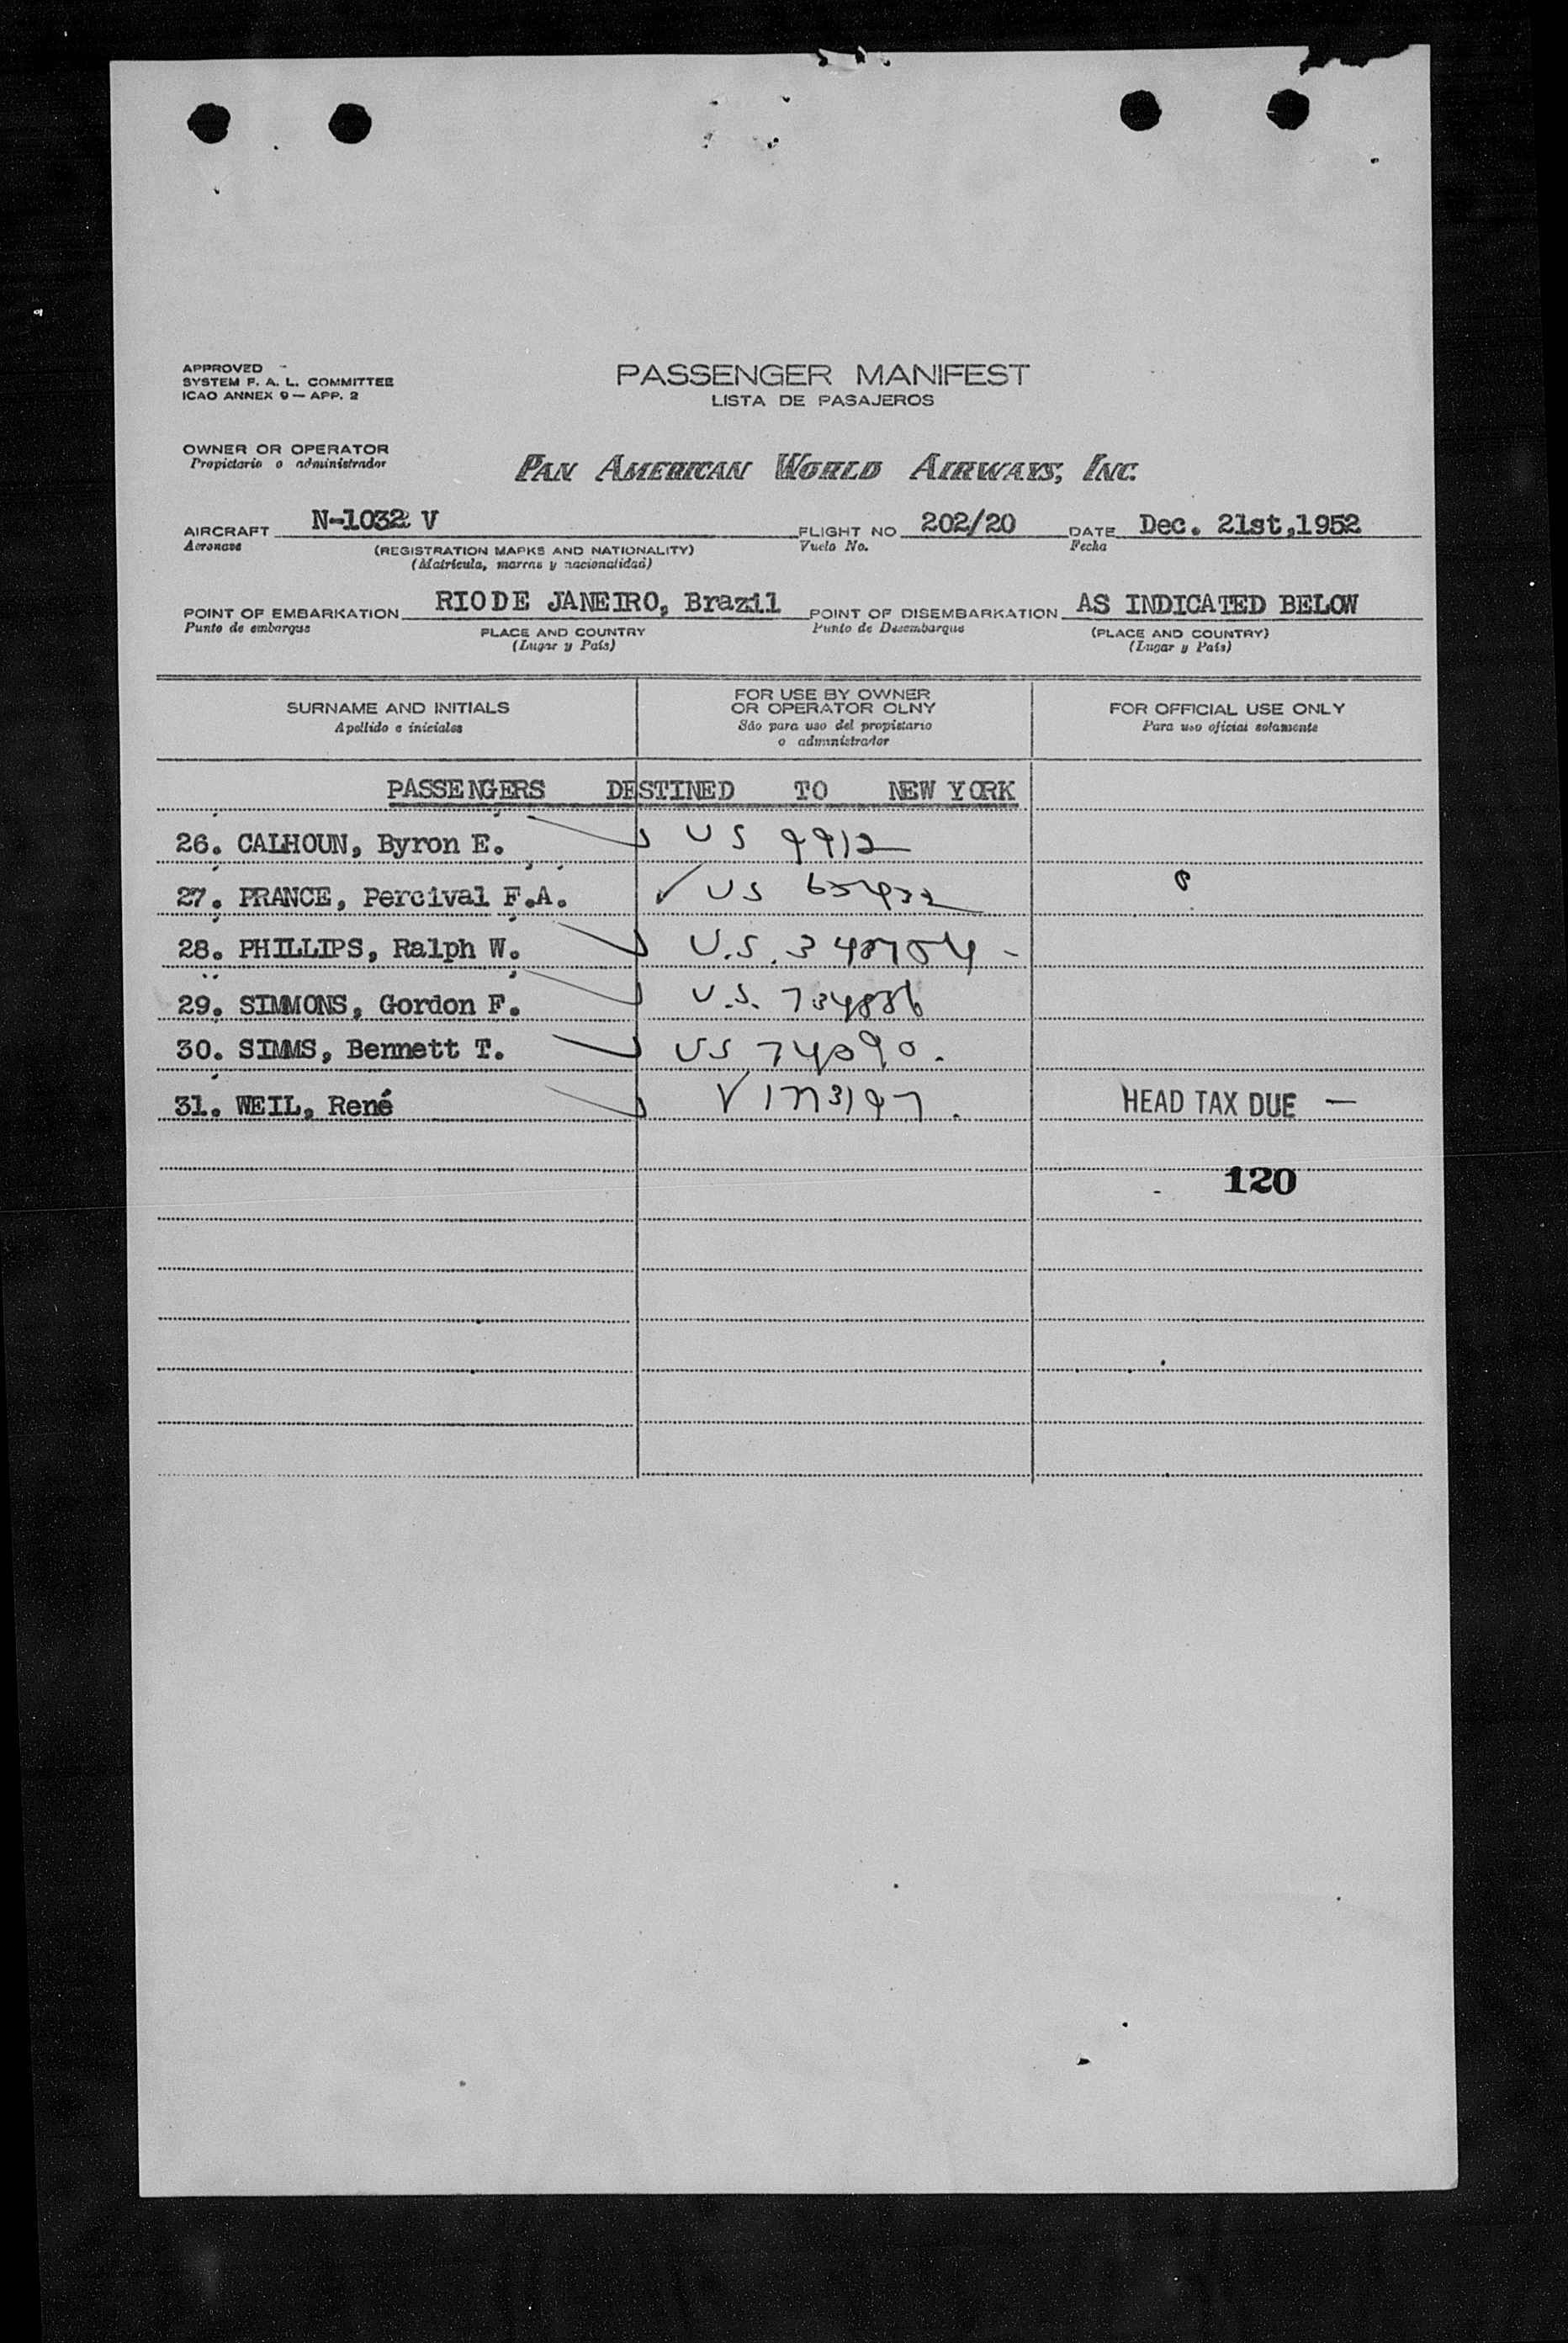 APPROVED
SYSTEM F. A. L. COMMITTEE
ICAO ANNEX 9 — APP. 2
PASSENGER MANIFEST
LISTA DE PASAJEROS
OWNER OR OPERATOR
Propietario o administrador
PAN AMERICAN WORLD AIRWAYS, INC.
AIRCRAFT N-1032 V FLIGHT NO 202/20 DATE Dec. 21st,1952
Aeronave (REGISTRATION MARKS AND NATIONALITY) Vuelo No. Fecha
(Matrícula, marcas y nacionalidad)
POINT OF EMBARKATION RIO DE JANEIRO, Brazil POINT OF DISEMBARKATION AS INDICATED BELOW
Punto de embarque PLACE AND COUNTRY Punto de Desembarque (PLACE AND COUNTRY)
(Lugar y País) (Lugar y País)
SURNAME AND INITIALS
Apellido e iniciales
FOR USE BY OWNER
OR OPERATOR OLNY
São para uso del propietario
o administrador
FOR OFFICIAL USE ONLY
Para uso oficial solamente
PASSENGERS DESTINED TO NEW YORK
26. CALHOUN, Byron E. US 9912
27. PRANCE, Percival F.A. US
28. PHILLIPS, Ralph W. U.S.
29. SIMMONS, Gordon F. U.S. 734886
30. SIMMS, Bennett T. US 74090.
31. WEIL, René HEAD TAX DUE —
120